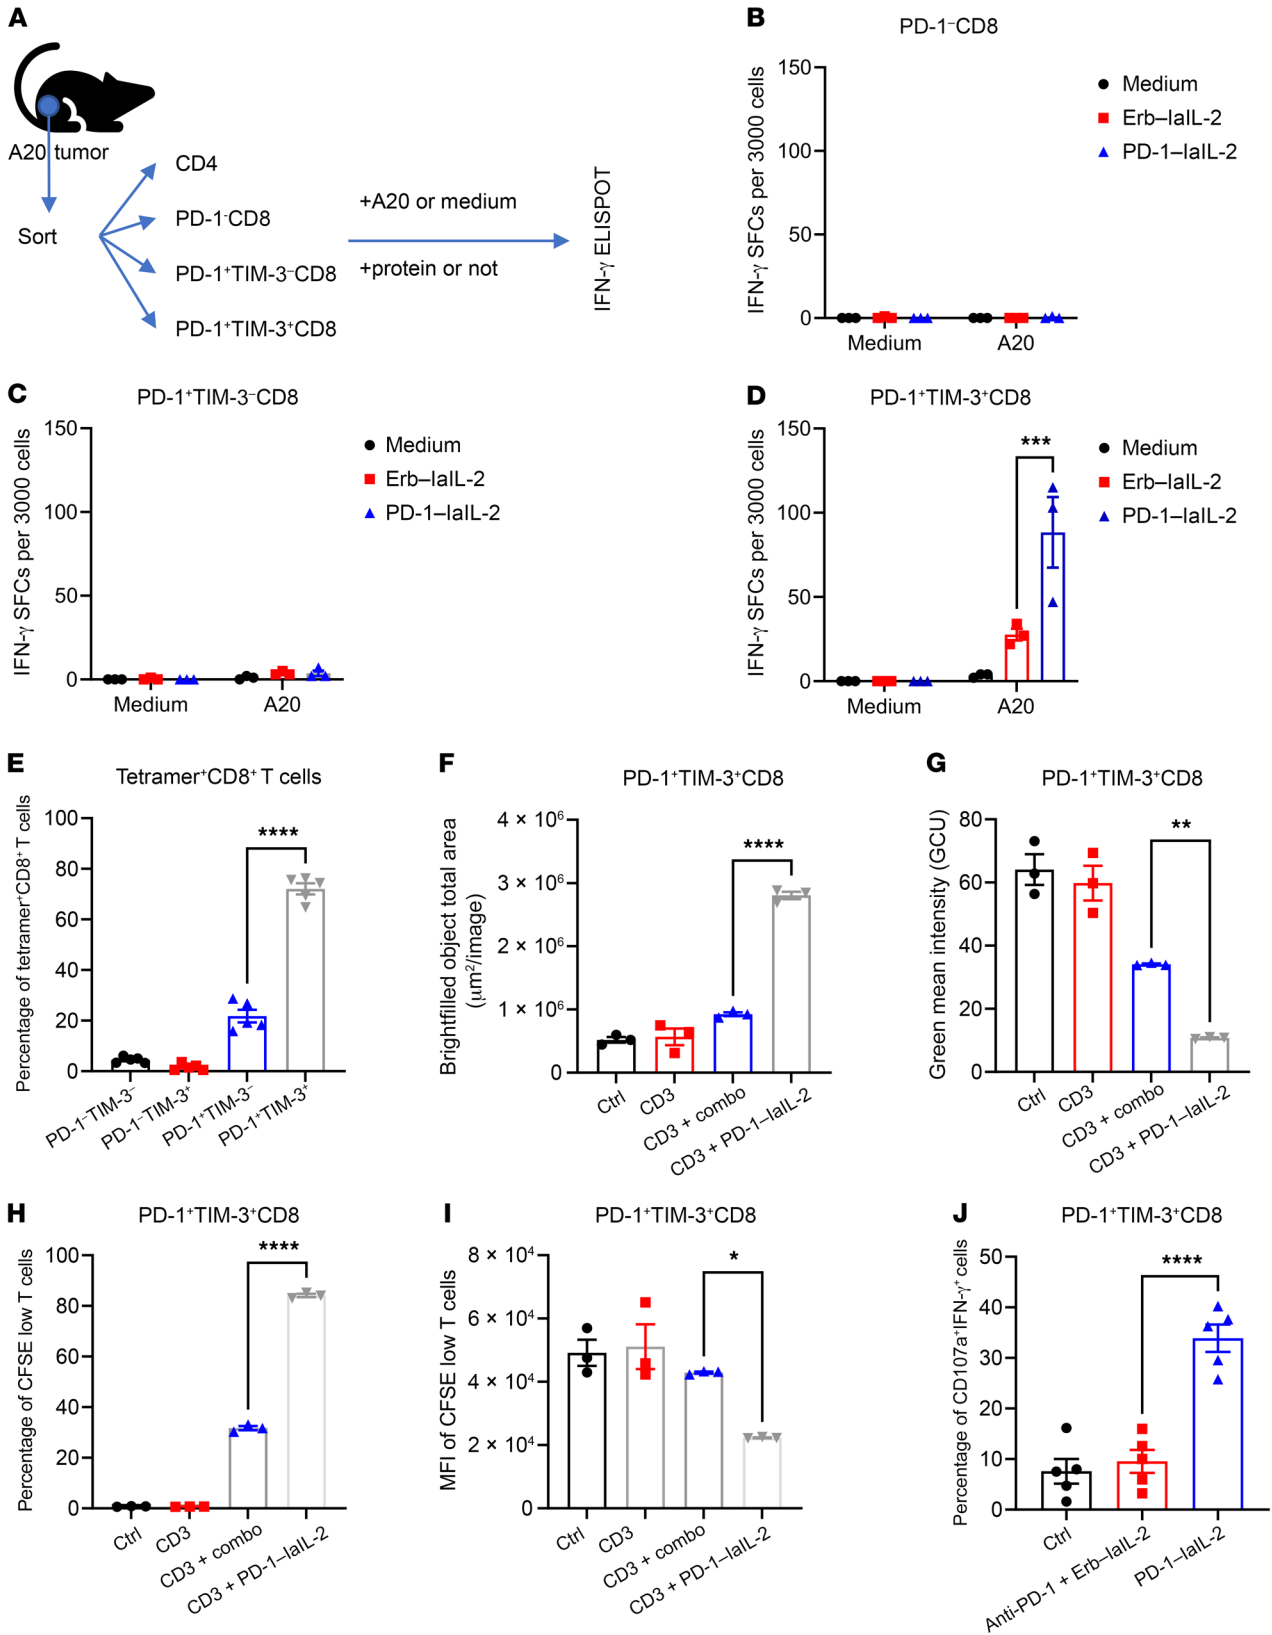 A
A20 tumor
Sort
CD4
PD-1-CD8
PD-1+TIM-3–CD8
PD-1+TIM-3+CD8
+A20 or medium
+protein or not
IFN-γ ELISPOT
B
PD-1–CD8
IFN-γ SFCs per 3000 cells
150
100
50
0
Medium
A20
Medium
Erb–laIL-2
PD-1–laIL-2
C
PD-1+TIM-3–CD8
IFN-γ SFCs per 3000 cells
150
100
50
0
Medium
A20
Medium
Erb–laIL-2
PD-1–laIL-2
D
PD-1+TIM-3+CD8
IFN-γ SFCs per 3000 cells
150
100
50
0
***
Medium
A20
Medium
Erb–laIL-2
PD-1–laIL-2
E
Tetramer+CD8+ T cells
Percentage of tetramer+CD8+ T cells
100
80
60
40
20
0
****
PD-1–TIM-3–
PD-1–TIM-3+
PD-1+TIM-3–
PD-1+TIM-3+
F
PD-1+TIM-3+CD8
Brightfilled object total area
(μm2/image)
4 × 10⁶
3 × 10⁶
2 × 10⁶
1 × 10⁶
0
****
Ctrl
CD3
CD3 + combo
CD3 + PD-1–laIL-2
G
PD-1+TIM-3+CD8
Green mean intensity (GCU)
80
60
40
20
0
**
Ctrl
CD3
CD3 + combo
CD3 + PD-1–laIL-2
H
PD-1+TIM-3+CD8
Percentage of CFSE low T cells
100
80
60
40
20
0
****
Ctrl
CD3
CD3 + combo
CD3 + PD-1–laIL-2
I
PD-1+TIM-3+CD8
MFI of CFSE low T cells
8 × 10⁴
6 × 10⁴
4 × 10⁴
2 × 10⁴
0
*
Ctrl
CD3
CD3 + combo
CD3 + PD-1–laIL-2
J
PD-1+TIM-3+CD8
Percentage of CD107a+IFN-γ+ cells
50
40
30
20
10
0
****
Ctrl
Anti-PD-1 + Erb–laIL-2
PD-1–laIL-2